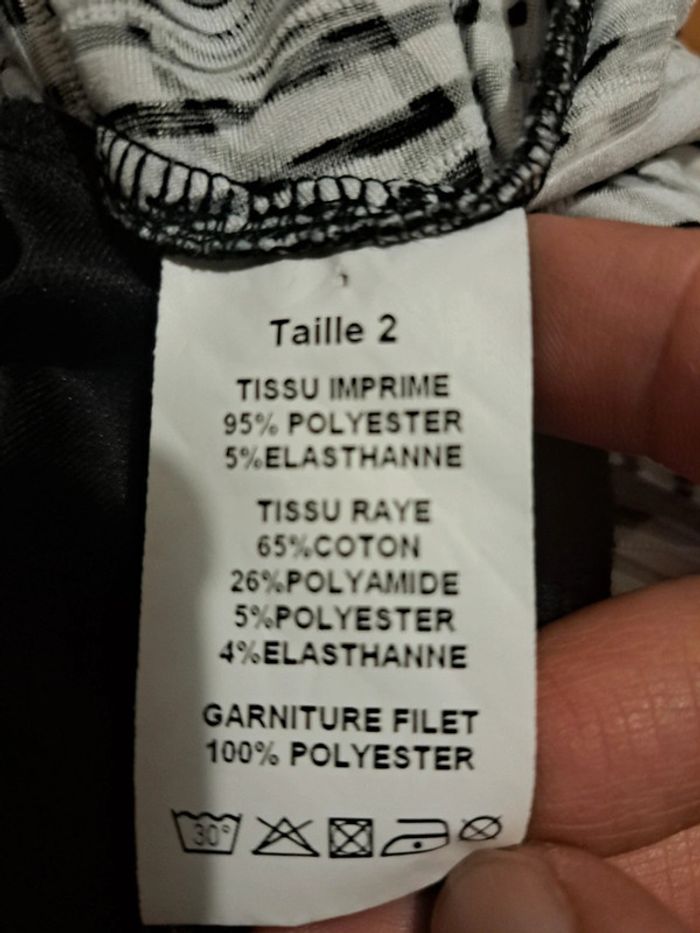 Taille 2
TISSU IMPRIME
95% POLYESTER
5%ELASTHANNE
TISSU RAYE
65%COTON
26%POLYAMIDE
5%POLYESTER
4%ELASTHANNE
GARNITURE FILET
100% POLYESTER
30°